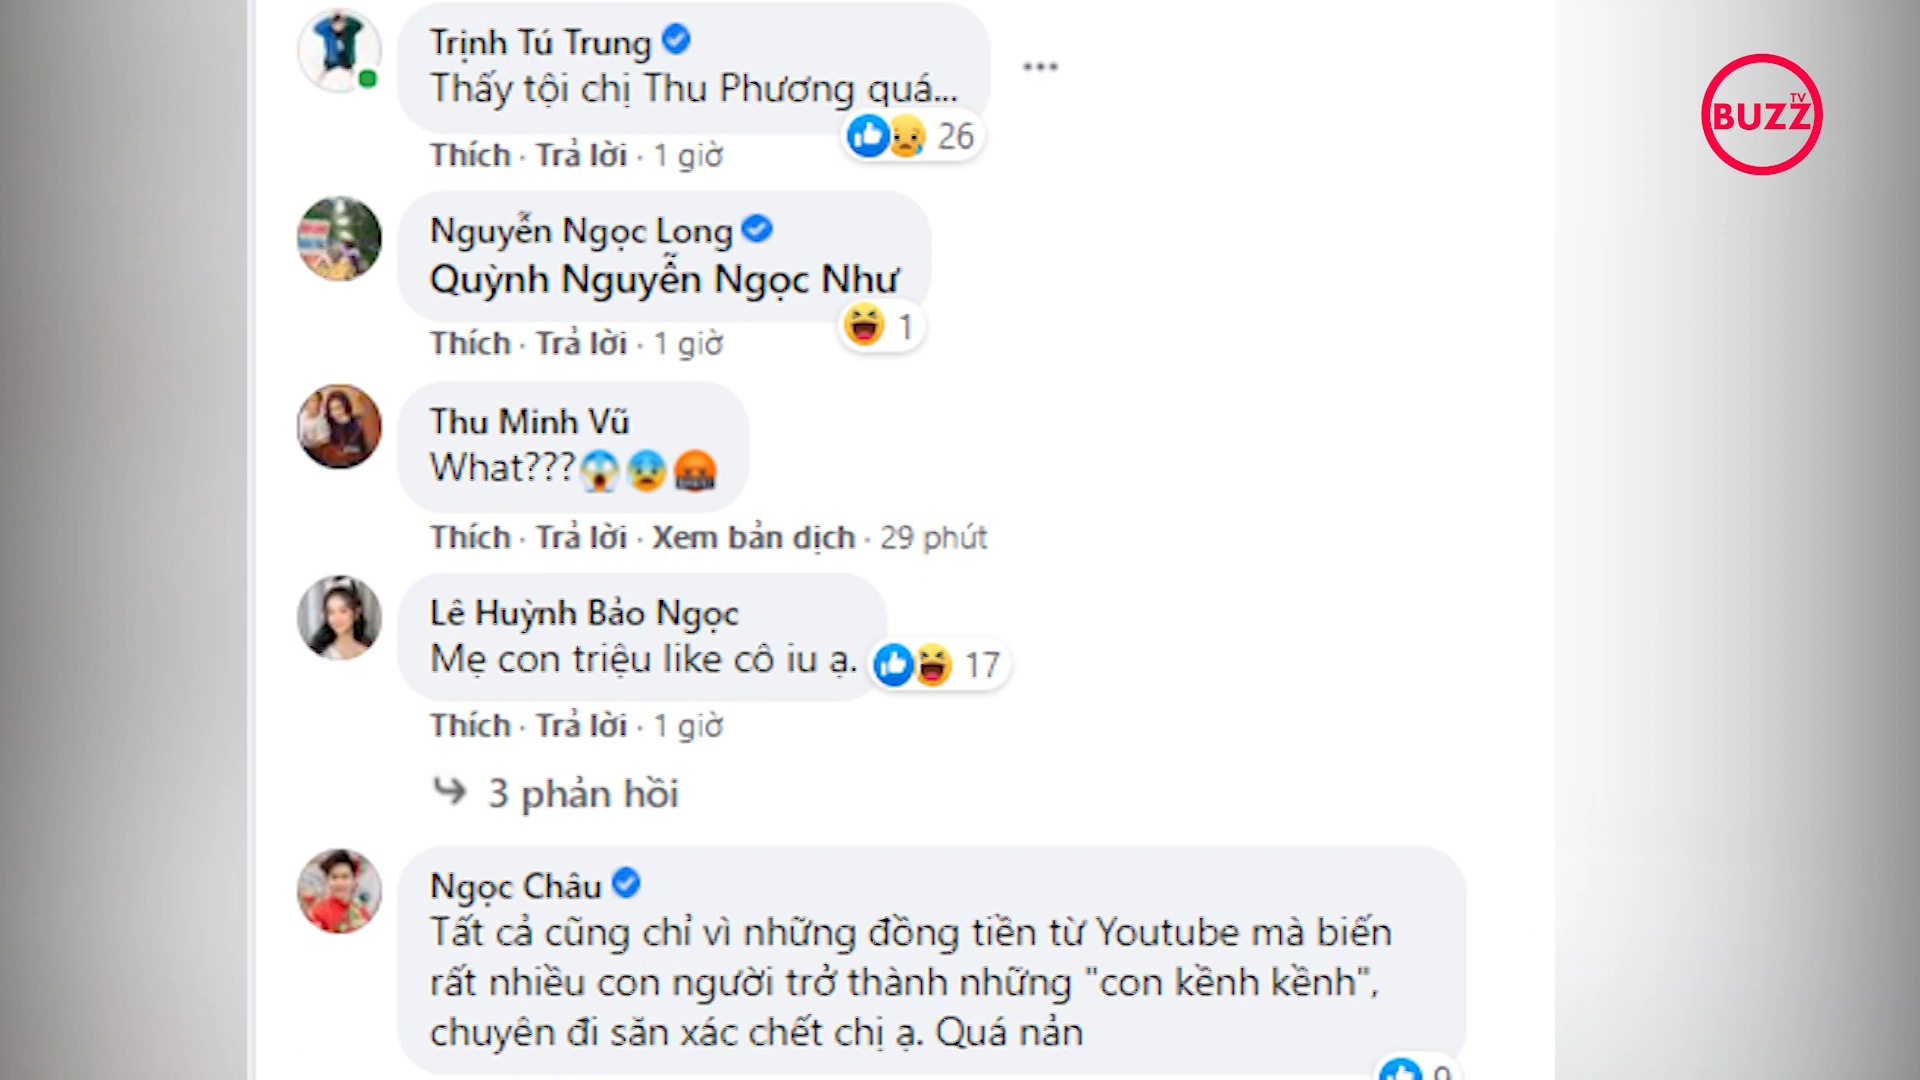 Trịnh Tú Trung
Thấy tội chị Thu Phương quá...
26
Thích · Trả lời · 1 giờ
TV
BUZZ
Nguyễn Ngọc Long
Quỳnh Nguyễn Ngọc Như
1
Thích · Trả lời · 1 giờ
Thu Minh Vũ
What???😱😰🤬
Thích · Trả lời · Xem bản dịch · 29 phút
Lê Huỳnh Bảo Ngọc
Mẹ con triệu like cô iu ạ.
17
Thích · Trả lời · 1 giờ
3 phản hồi
Ngọc Châu
Tất cả cũng chỉ vì những đồng tiền từ Youtube mà biến
rất nhiều con người trở thành những "con kềnh kềnh",
chuyên đi săn xác chết chị ạ. Quá nản